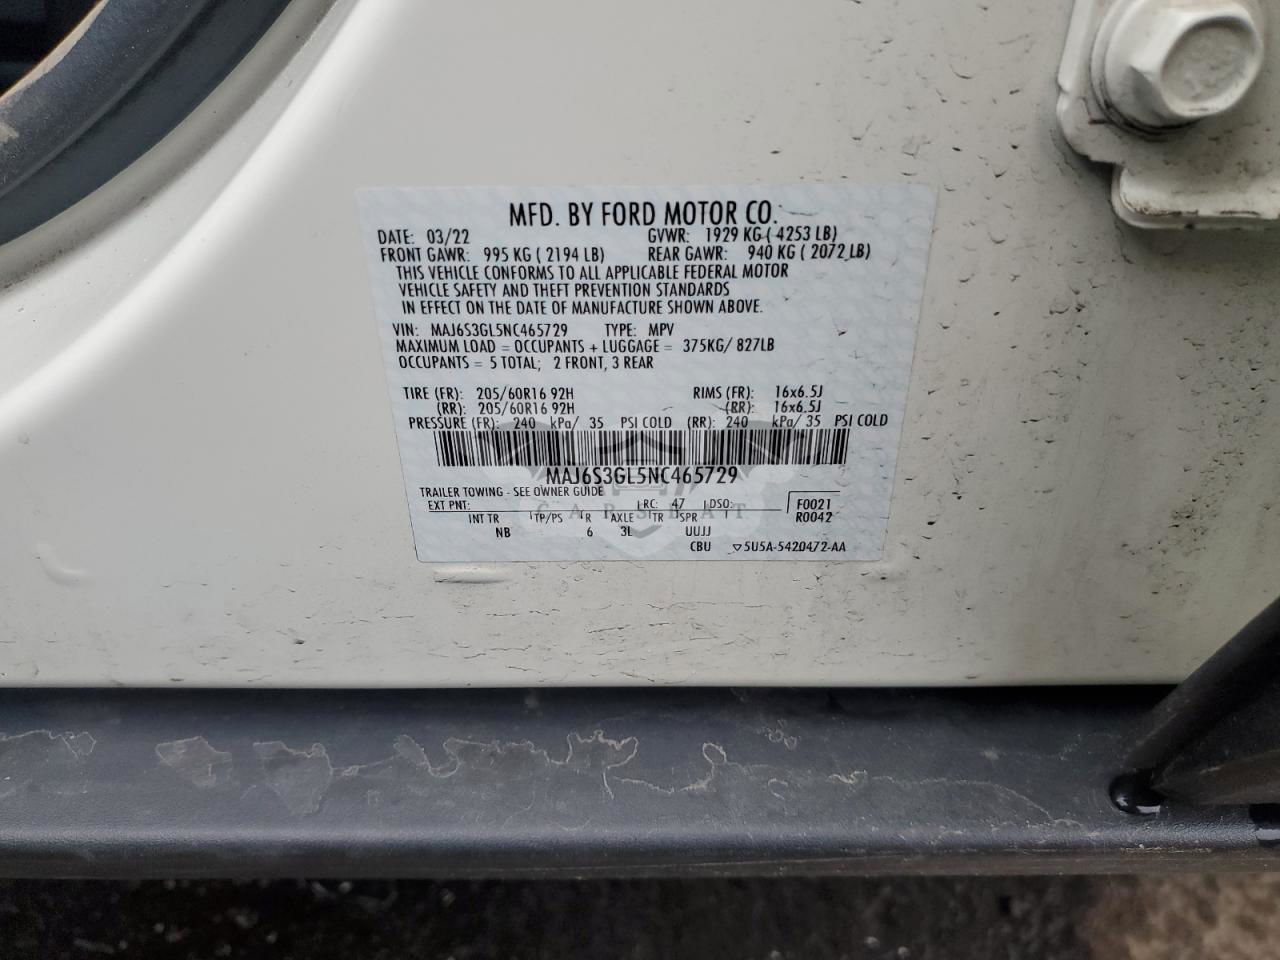 MFD. BY FORD MOTOR CO.
DATE: 03/22 GVWR: 1929 KG ( 4253 LB)
FRONT GAWR: 995 KG ( 2194 LB) REAR GAWR: 940 KG ( 2072 LB)
THIS VEHICLE CONFORMS TO ALL APPLICABLE FEDERAL MOTOR
VEHICLE SAFETY AND THEFT PREVENTION STANDARDS
IN EFFECT ON THE DATE OF MANUFACTURE SHOWN ABOVE.
VIN: MAJ6S3GL5NC465729 TYPE: MPV
MAXIMUM LOAD = OCCUPANTS + LUGGAGE = 375KG/ 827LB
OCCUPANTS = 5 TOTAL; 2 FRONT, 3 REAR
TIRE (FR): 205/60R16 92H RIMS (FR): 16x6.5J
(RR): 205/60R16 92H (RR): 16x6.5J
PRESSURE (FR): 240 kPa/ 35 PSI COLD (RR): 240 kPa/ 35 PSI COLD
MAJ6S3GL5NC465729
TRAILER TOWING - SEE OWNER GUIDE
EXT PNT: RC: 47 DSO: F0021
INT TR TP/PS R AXLE TR SPR R0042
NB 6 3L UUJJ
CBU 5U5A-5420472-AA
CARSHAT